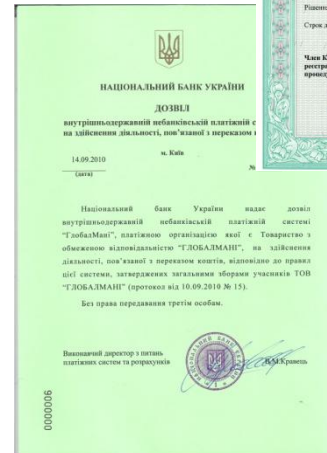 НАЦІОНАЛЬНИЙ БАНК УКРАЇНИ
ДОЗВІЛ
внутрішньодержавній небанківській платіжній
на здійснення діяльності, пов'язаної з переказом
м. Київ
14.09.2010
(дата)
№
Національний банк України надає дозвіл
внутрішньодержавній небанківській платіжній системі
“ГлобалМані”, платіжною організацією якої є Товариство з
обмеженою відповідальністю “ГЛОБАЛМАНІ”, на здійснення
діяльності, пов'язаної з переказом коштів, відповідно до правил
цієї системи, затверджених загальними зборами учасників ТОВ
“ГЛОБАЛМАНІ” (протокол від 10.09.2010 № 15).
Без права передавання третім особам.
Виконавчий директор з питань
платіжних систем та розрахунків
В.М.Кравець
0000006
Строк
Член